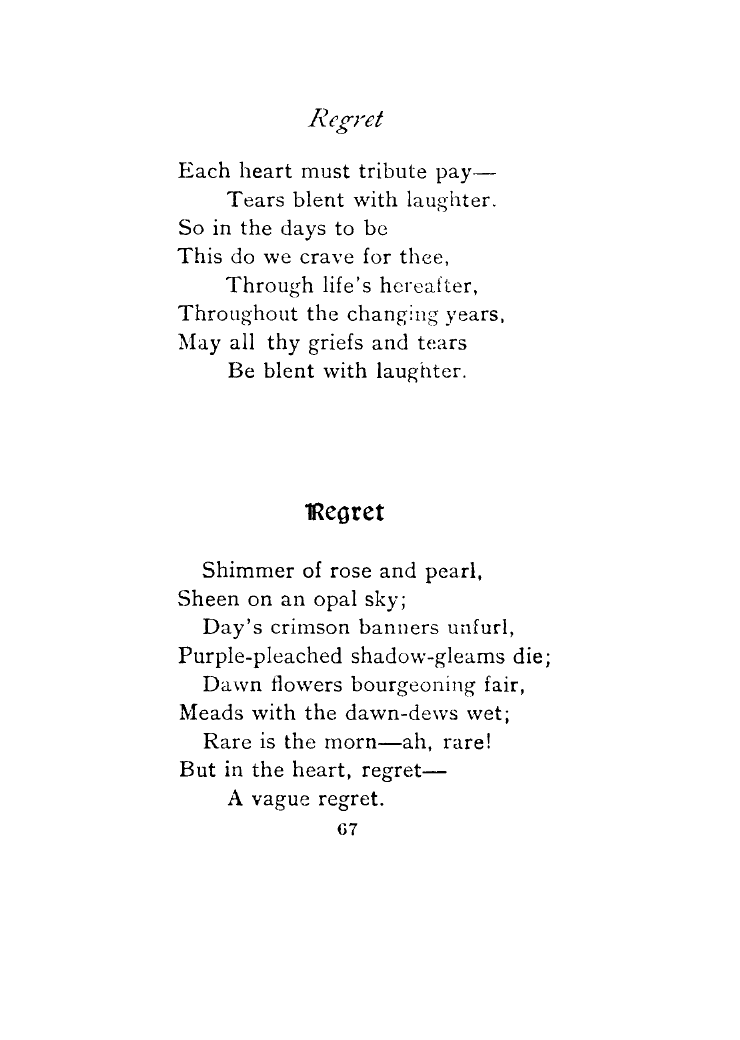 Regret
Each heart must tribute pay—
Tears blent with laughter.
So in the days to be
This do we crave for thee,
Through life's hereafter,
Throughout the changing years,
May all thy griefs and tears
Be blent with laughter.
Regret
Shimmer of rose and pearl,
Sheen on an opal sky;
Day's crimson banners unfurl,
Purple-pleached shadow-gleams die;
Dawn flowers bourgeoning fair,
Meads with the dawn-dews wet;
Rare is the morn—ah, rare!
But in the heart, regret—
A vague regret.
67